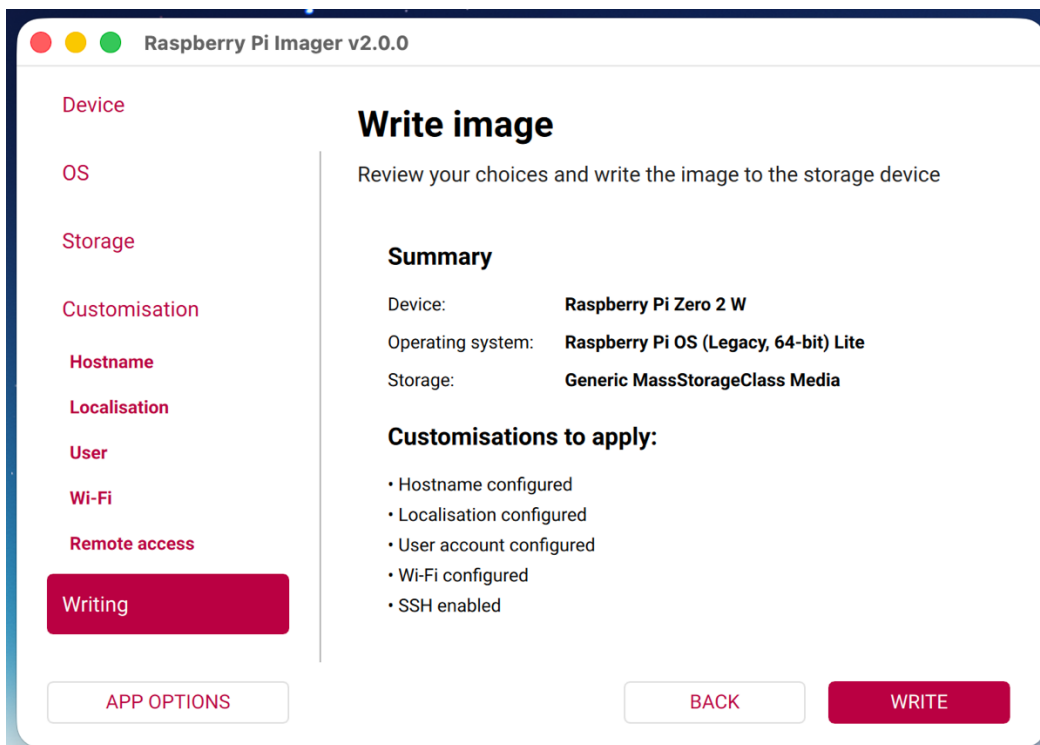 Raspberry Pi Imager v2.0.0
Device
OS
Storage
Customisation
Hostname
Localisation
User
Wi-Fi
Remote access
Writing
APP OPTIONS
Write image
Review your choices and write the image to the storage device
Summary
Device: Raspberry Pi Zero 2 W
Operating system: Raspberry Pi OS (Legacy, 64-bit) Lite
Storage: Generic MassStorageClass Media
Customisations to apply:
• Hostname configured
• Localisation configured
• User account configured
• Wi-Fi configured
• SSH enabled
BACK
WRITE